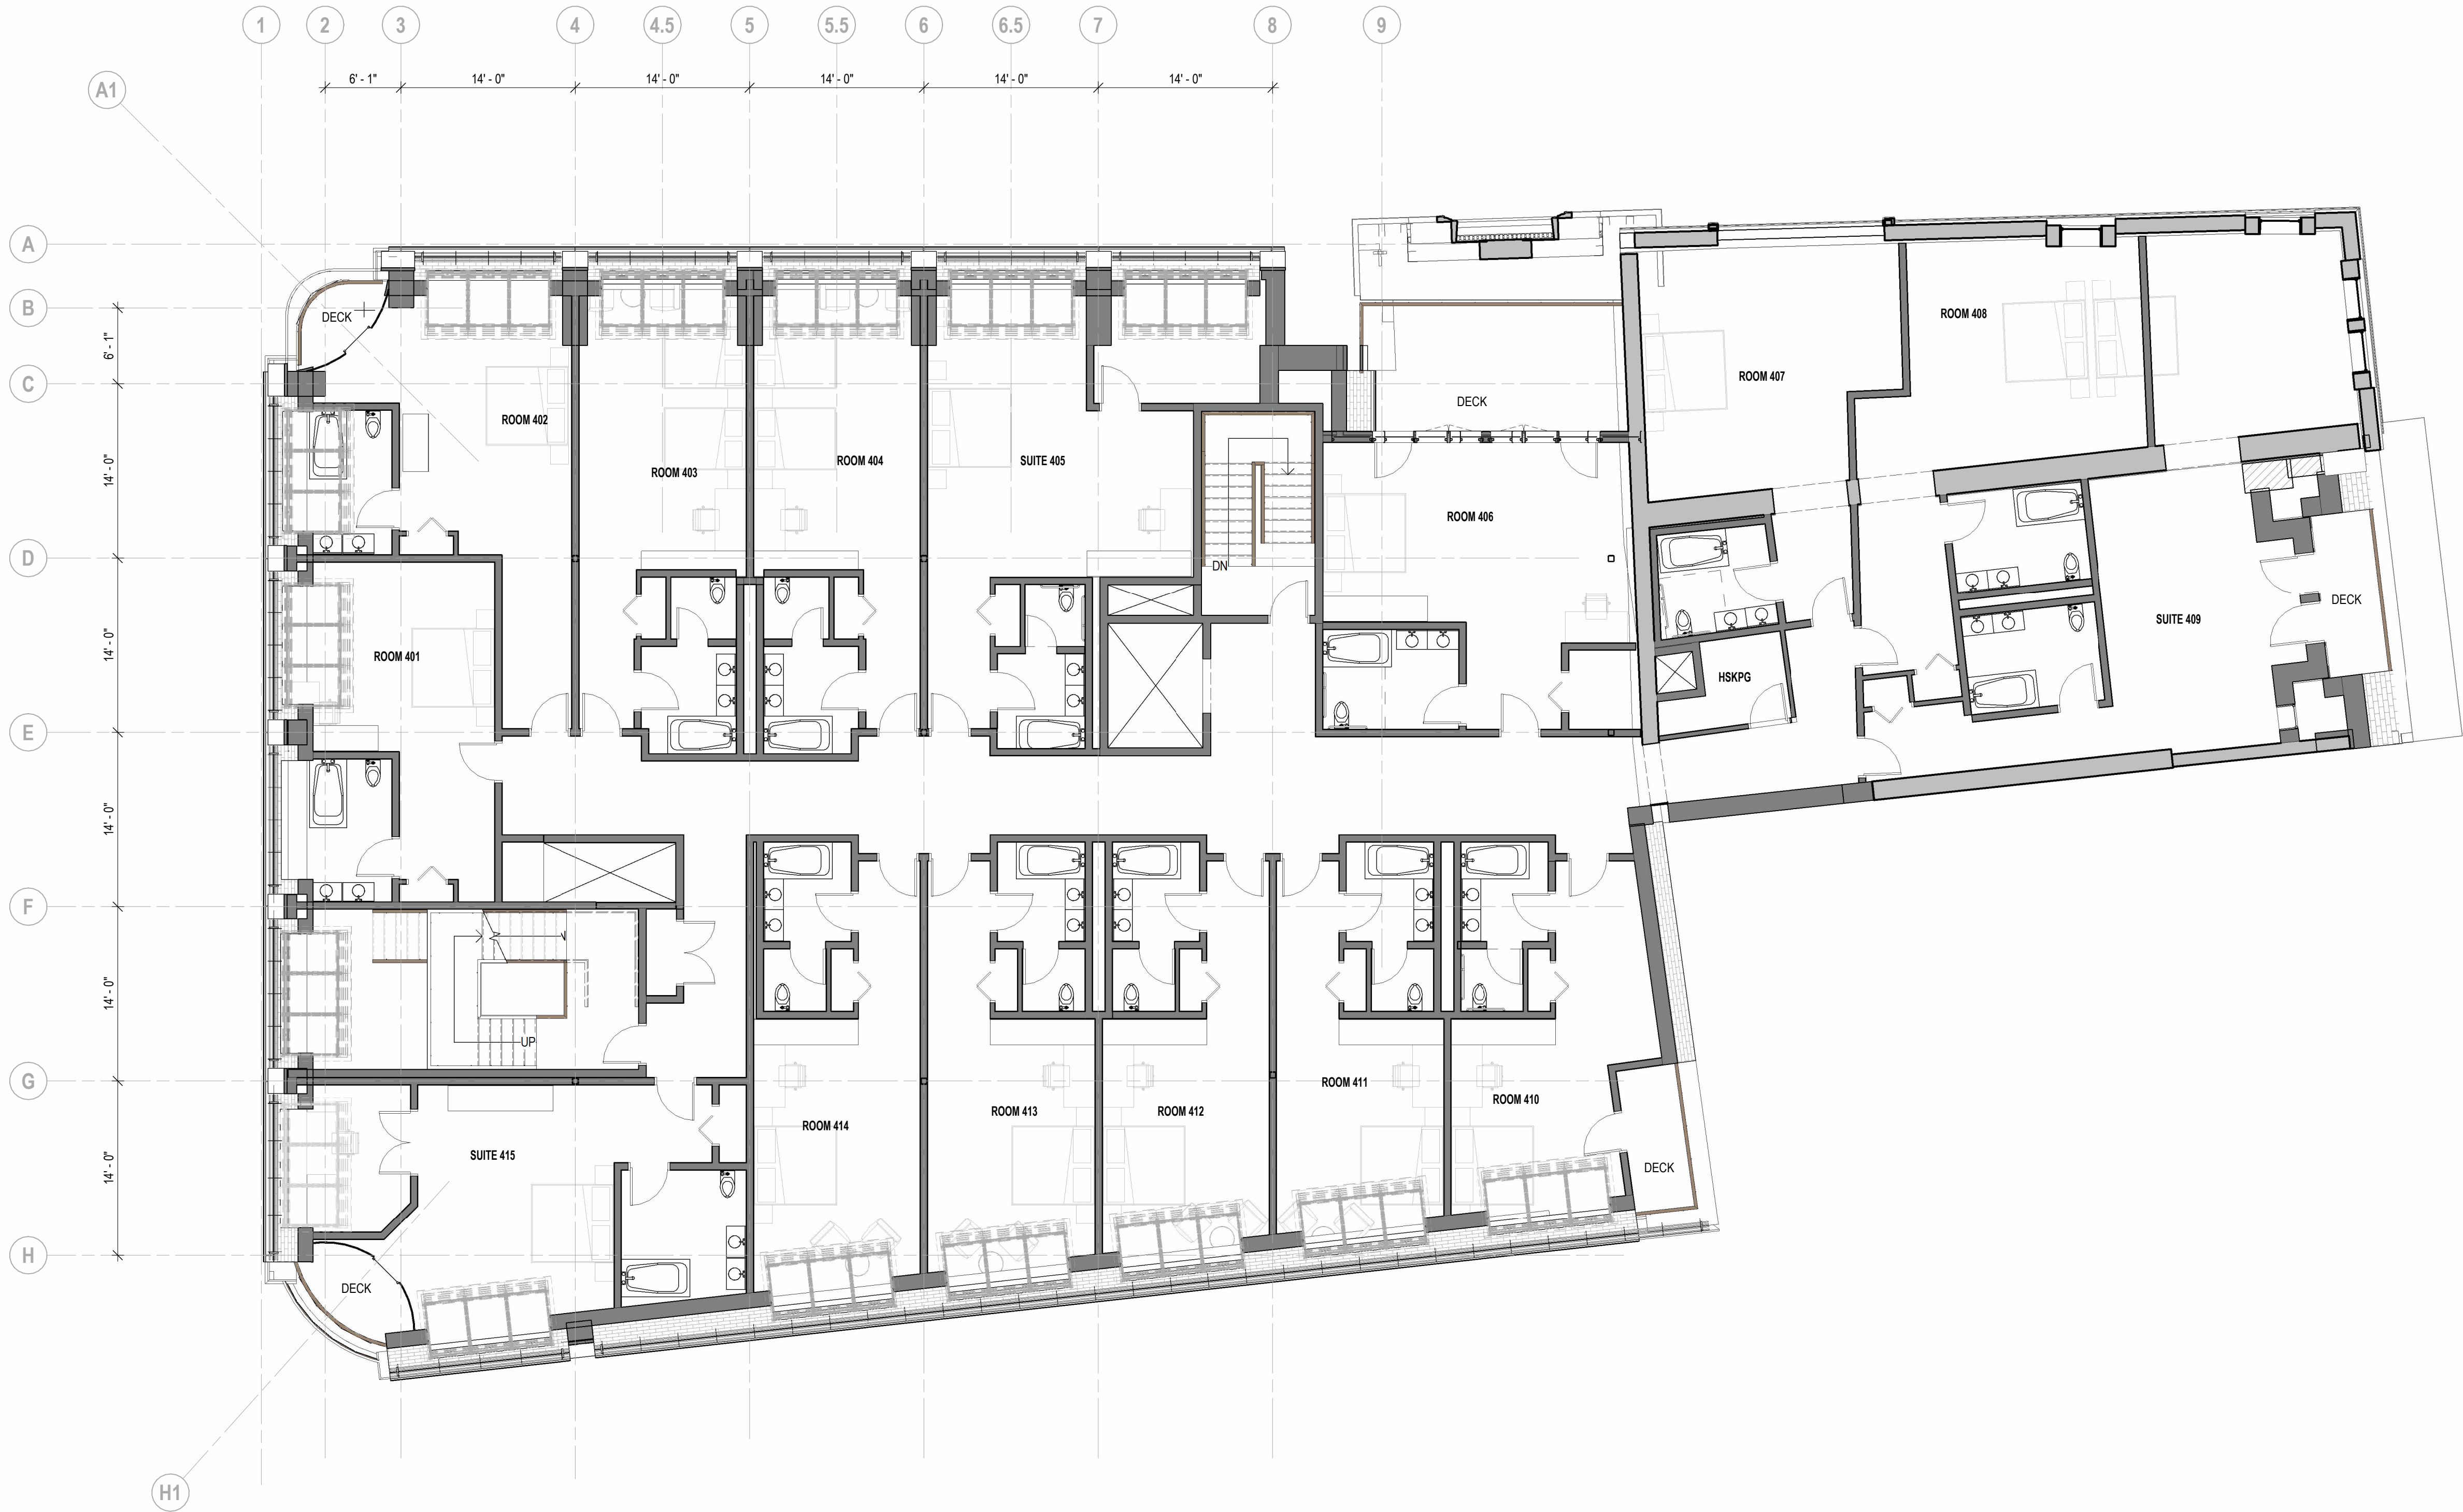 1 2 3 4 4.5 5 5.5 6 6.5 7 8 9
6' - 1" 14' - 0" 14' - 0" 14' - 0" 14' - 0" 14' - 0"
A1
A
B
DECK
6' - 1"
C
ROOM 407
ROOM 408
DECK
ROOM 402
14' - 0"
ROOM 403
ROOM 404
SUITE 405
ROOM 406
D
DN
DECK
SUITE 409
14' - 0"
ROOM 401
HSKPG
E
14' - 0"
F
14' - 0"
UP
G
ROOM 411
ROOM 410
ROOM 413
ROOM 412
ROOM 414
SUITE 415
14' - 0"
DECK
H
DECK
H1